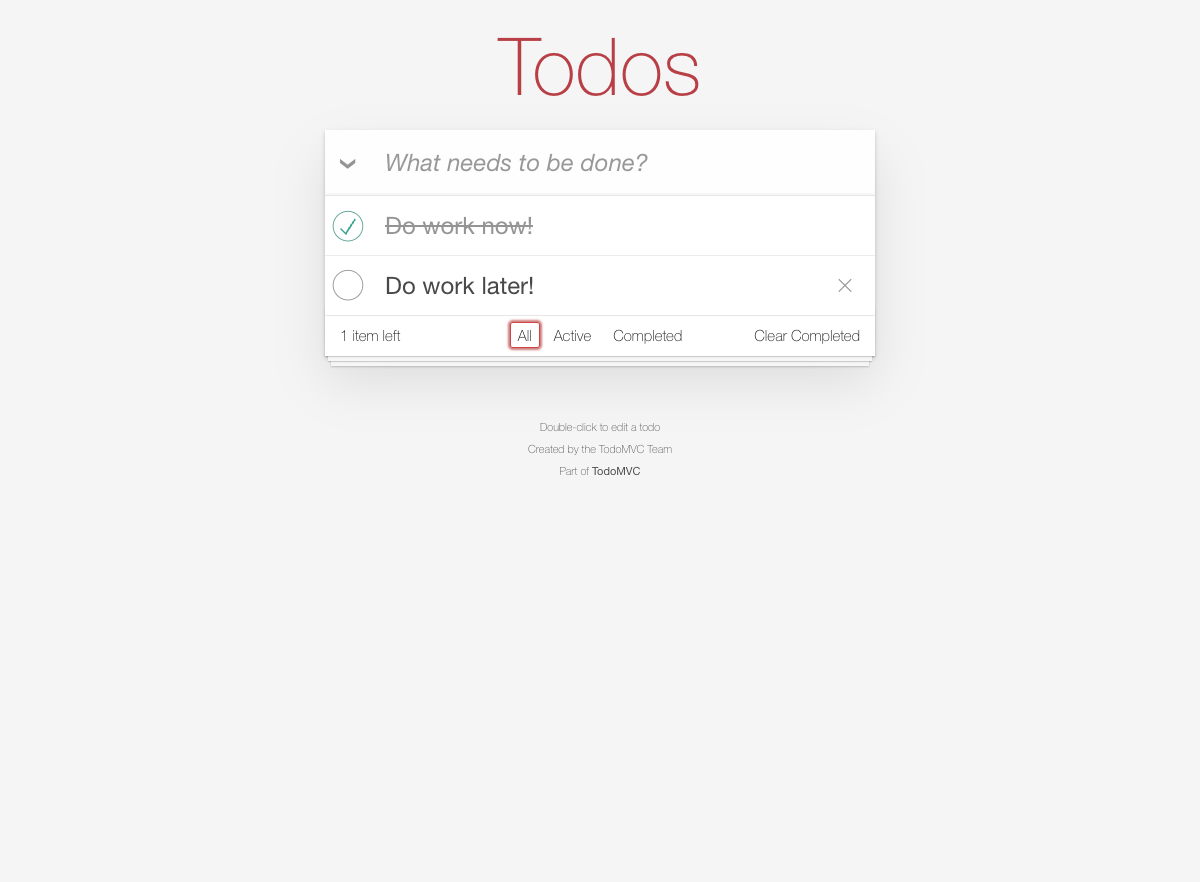 Todos
What needs to be done?
Do work now!
Do work later!
1 item left All Active Completed Clear Completed
Double-click to edit a todo
Created by the TodoMVC Team
Part of TodoMVC